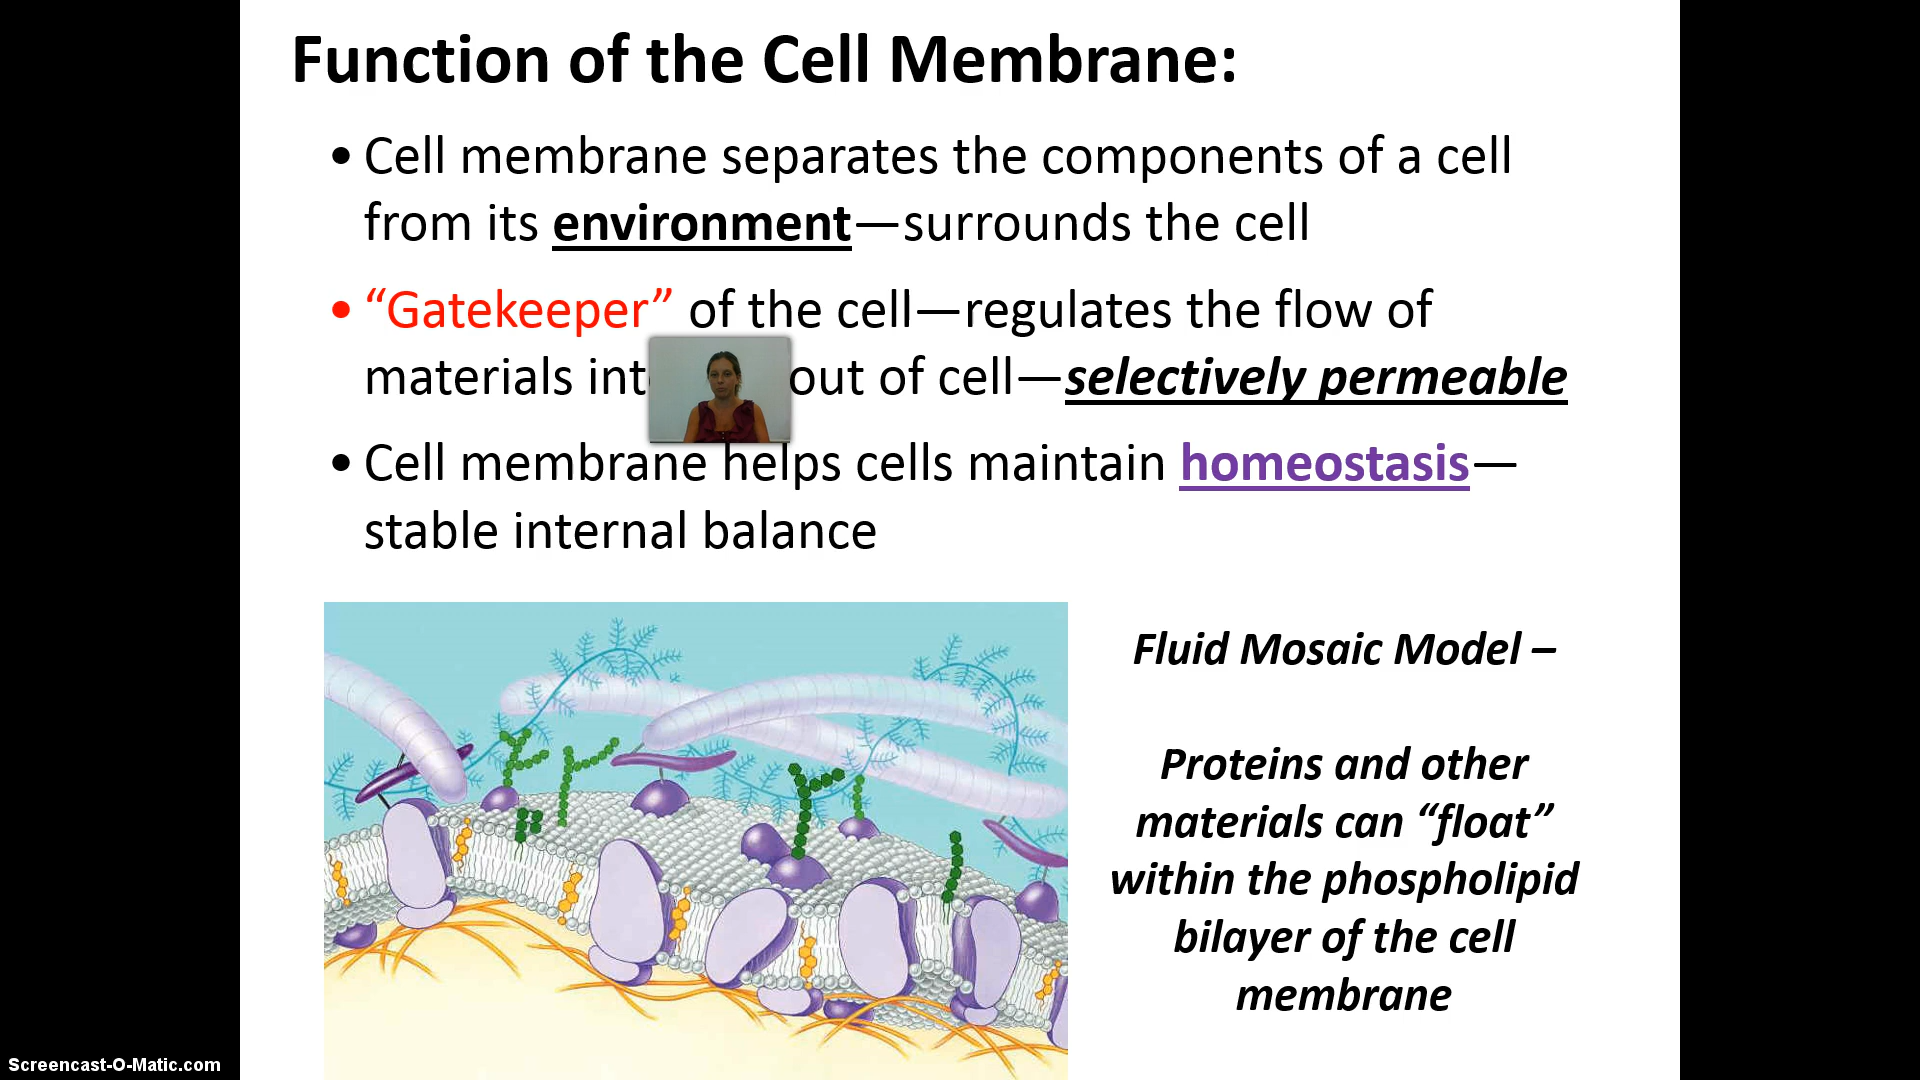 Function of the Cell Membrane:
• Cell membrane separates the components of a cell
from its environment—surrounds the cell
• “Gatekeeper” of the cell—regulates the flow of
materials out of cell—selectively permeable
• Cell membrane helps cells maintain homeostasis—
stable internal balance
Fluid Mosaic Model –
Proteins and other
materials can “float”
within the phospholipid
bilayer of the cell
membrane
Screencast-O-Matic.com